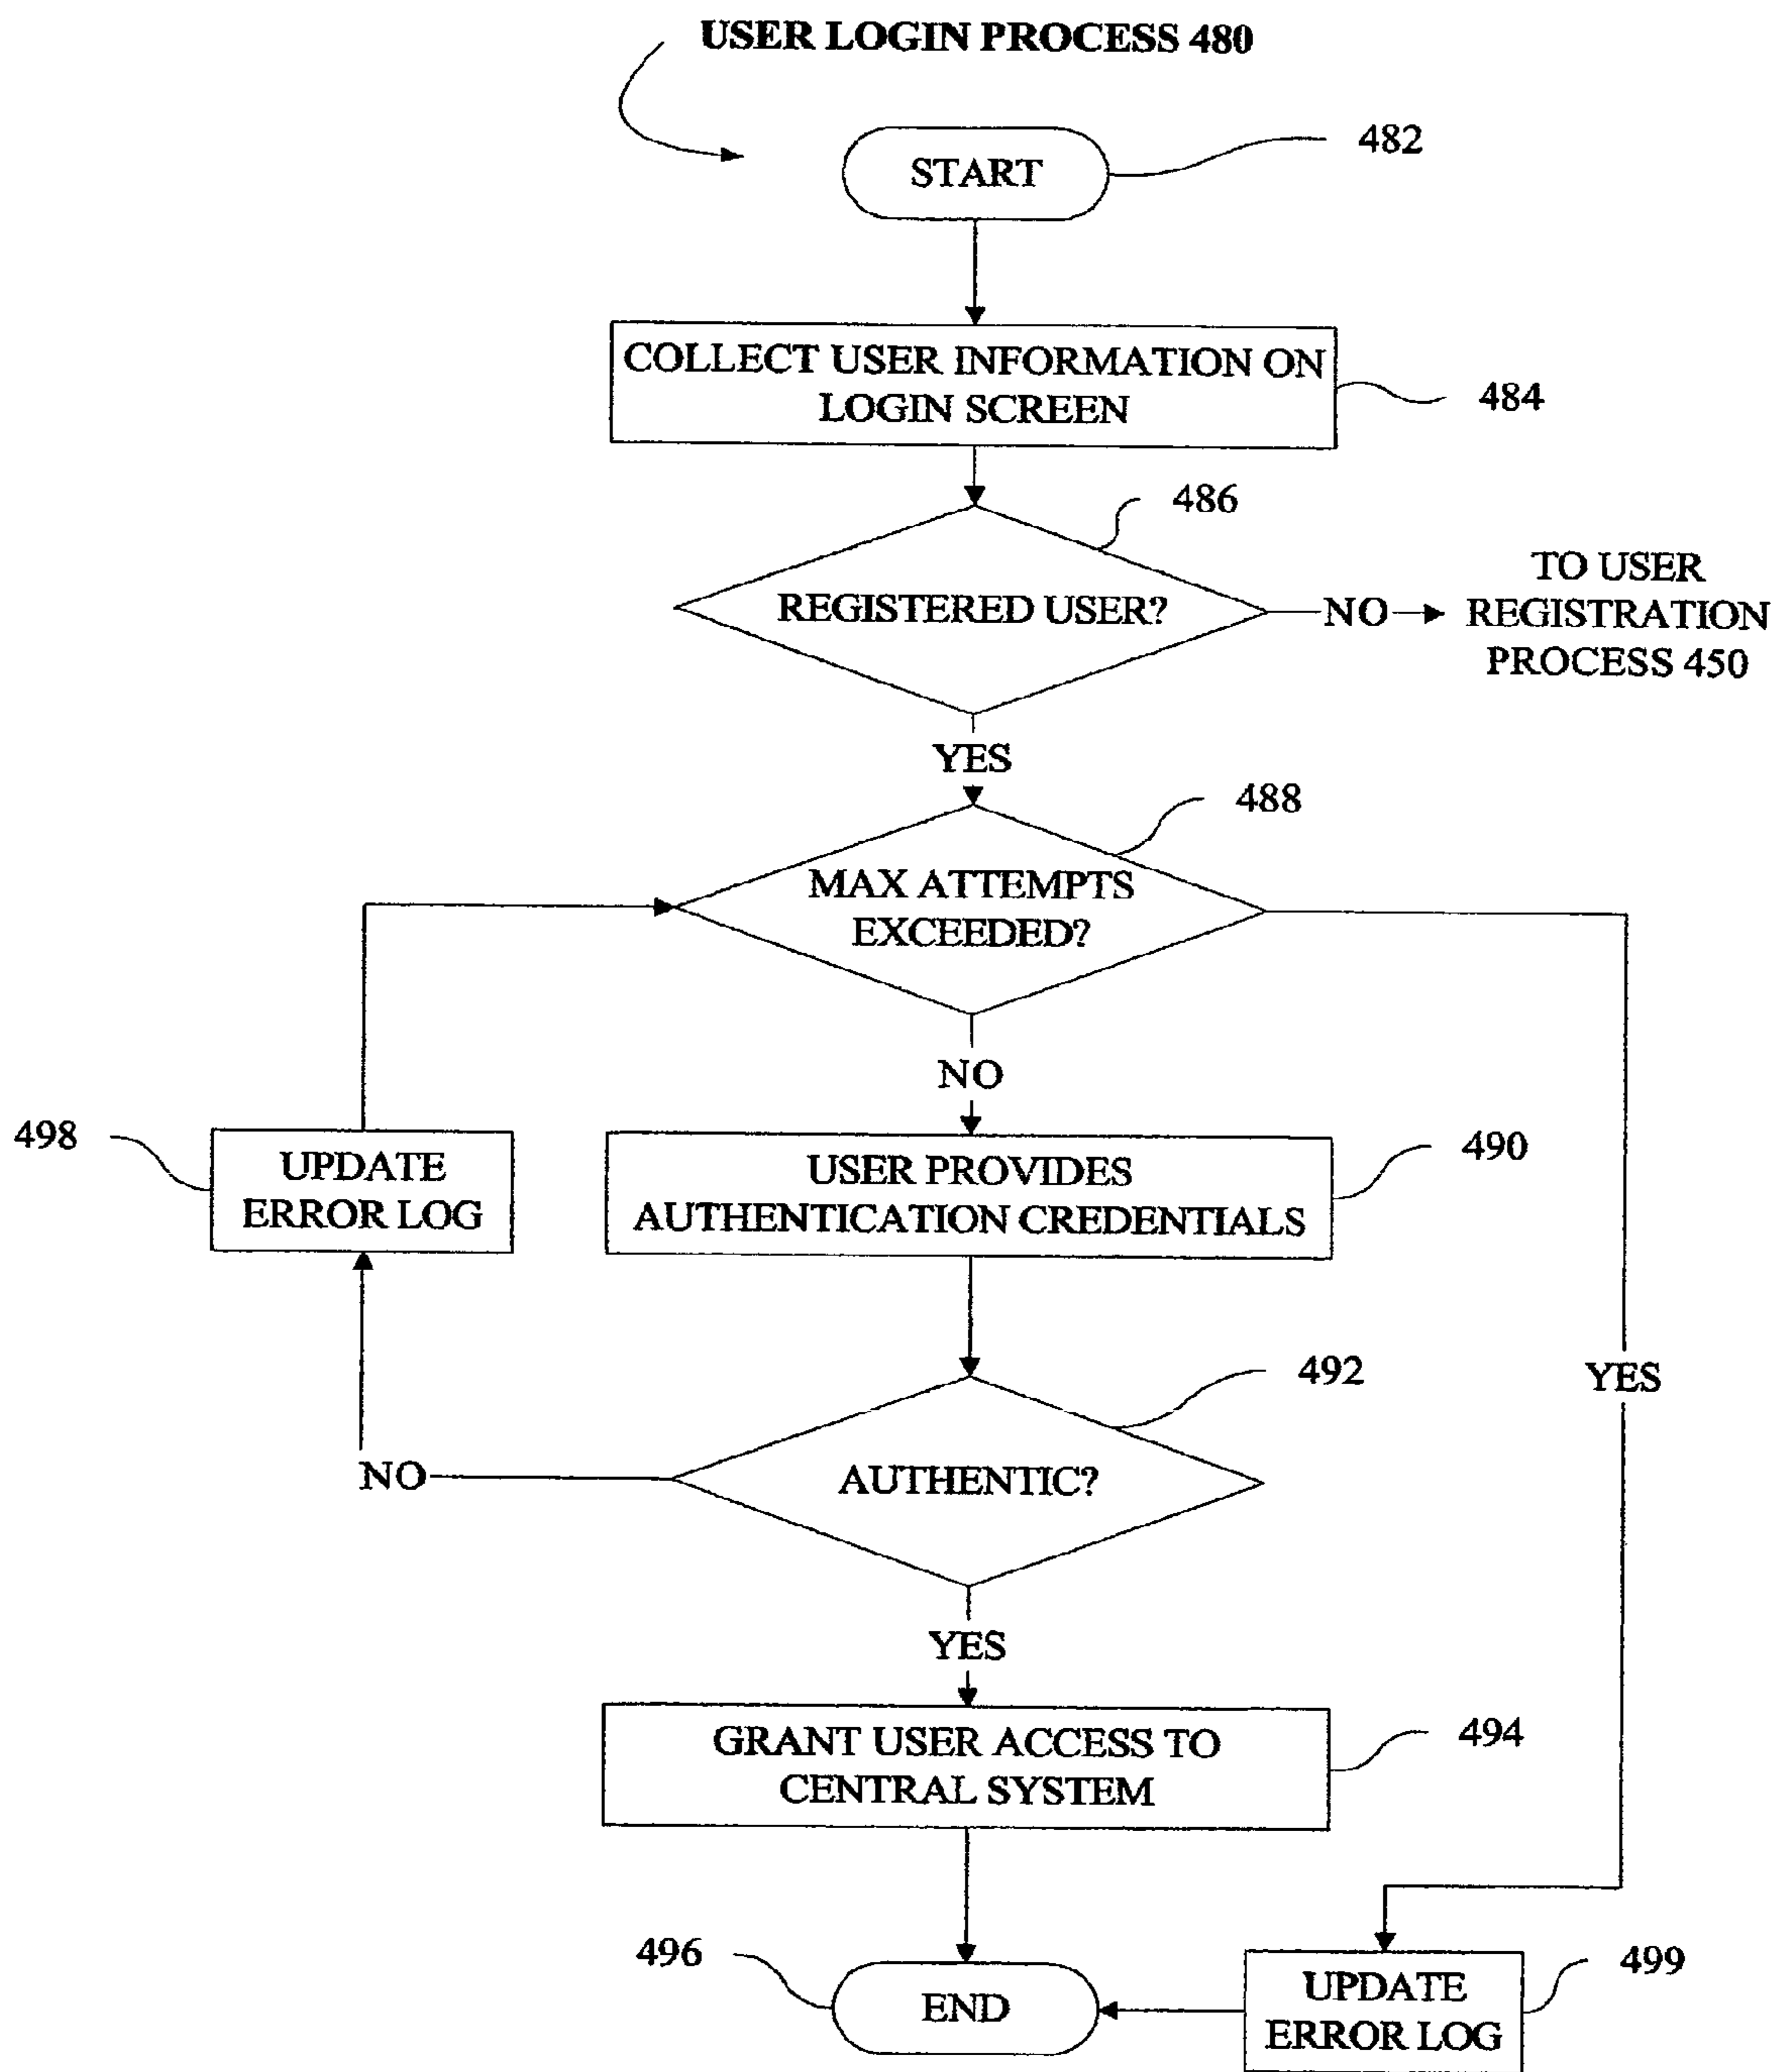 USER LOGIN PROCESS 480
START
482
COLLECT USER INFORMATION ON
LOGIN SCREEN
484
486
REGISTERED USER?
NO
TO USER
REGISTRATION
PROCESS 450
YES
488
MAX ATTEMPTS
EXCEEDED?
NO
498
UPDATE
ERROR LOG
USER PROVIDES
AUTHENTICATION CREDENTIALS
490
492
YES
AUTHENTIC?
NO
YES
GRANT USER ACCESS TO
CENTRAL SYSTEM
494
496
END
UPDATE
ERROR LOG
499